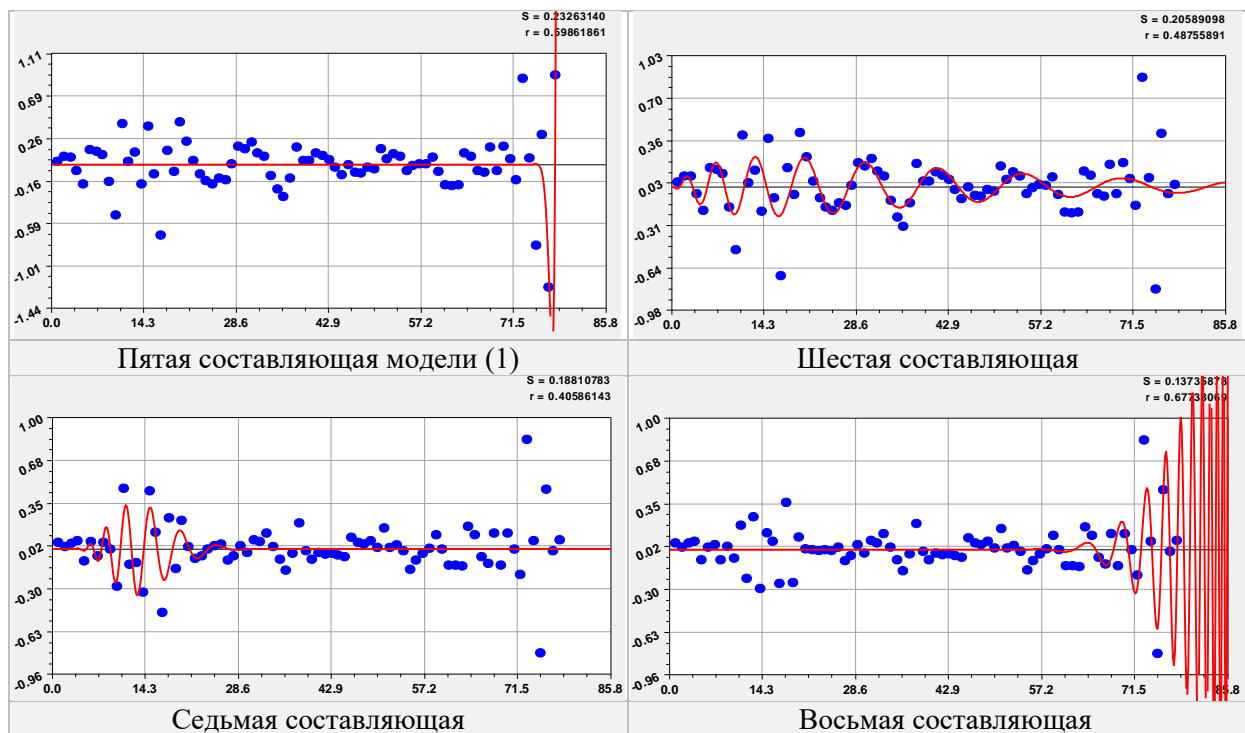 S = 0.23263140
r = 0.59861861
1.11
0.69
0.26
-0.16
-0.59
-1.01
-1.44
0.0 14.3 28.6 42.9 57.2 71.5 85.8
Пятая составляющая модели (1)
S = 0.20589098
r = 0.48755891
1.03
0.70
0.36
0.03
-0.31
-0.64
-0.98
0.0 14.3 28.6 42.9 57.2 71.5 85.8
Шестая составляющая
S = 0.18810783
r = 0.40586143
1.00
0.68
0.35
0.02
-0.30
-0.63
-0.96
0.0 14.3 28.6 42.9 57.2 71.5 85.8
Седьмая составляющая
1.00
0.68
0.35
0.02
-0.30
-0.63
-0.96
0.0 14.3 28.6 42.9 57.2 71.5 85.8
Восьмая составляющая